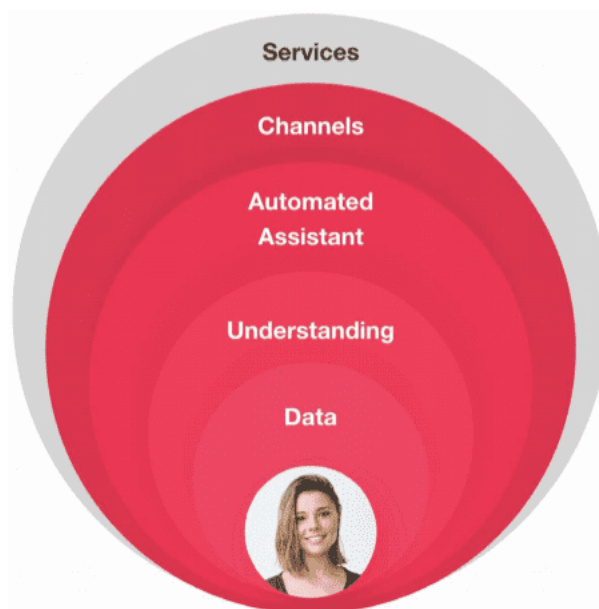 Services
Channels
Automated
Assistant
Understanding
Data